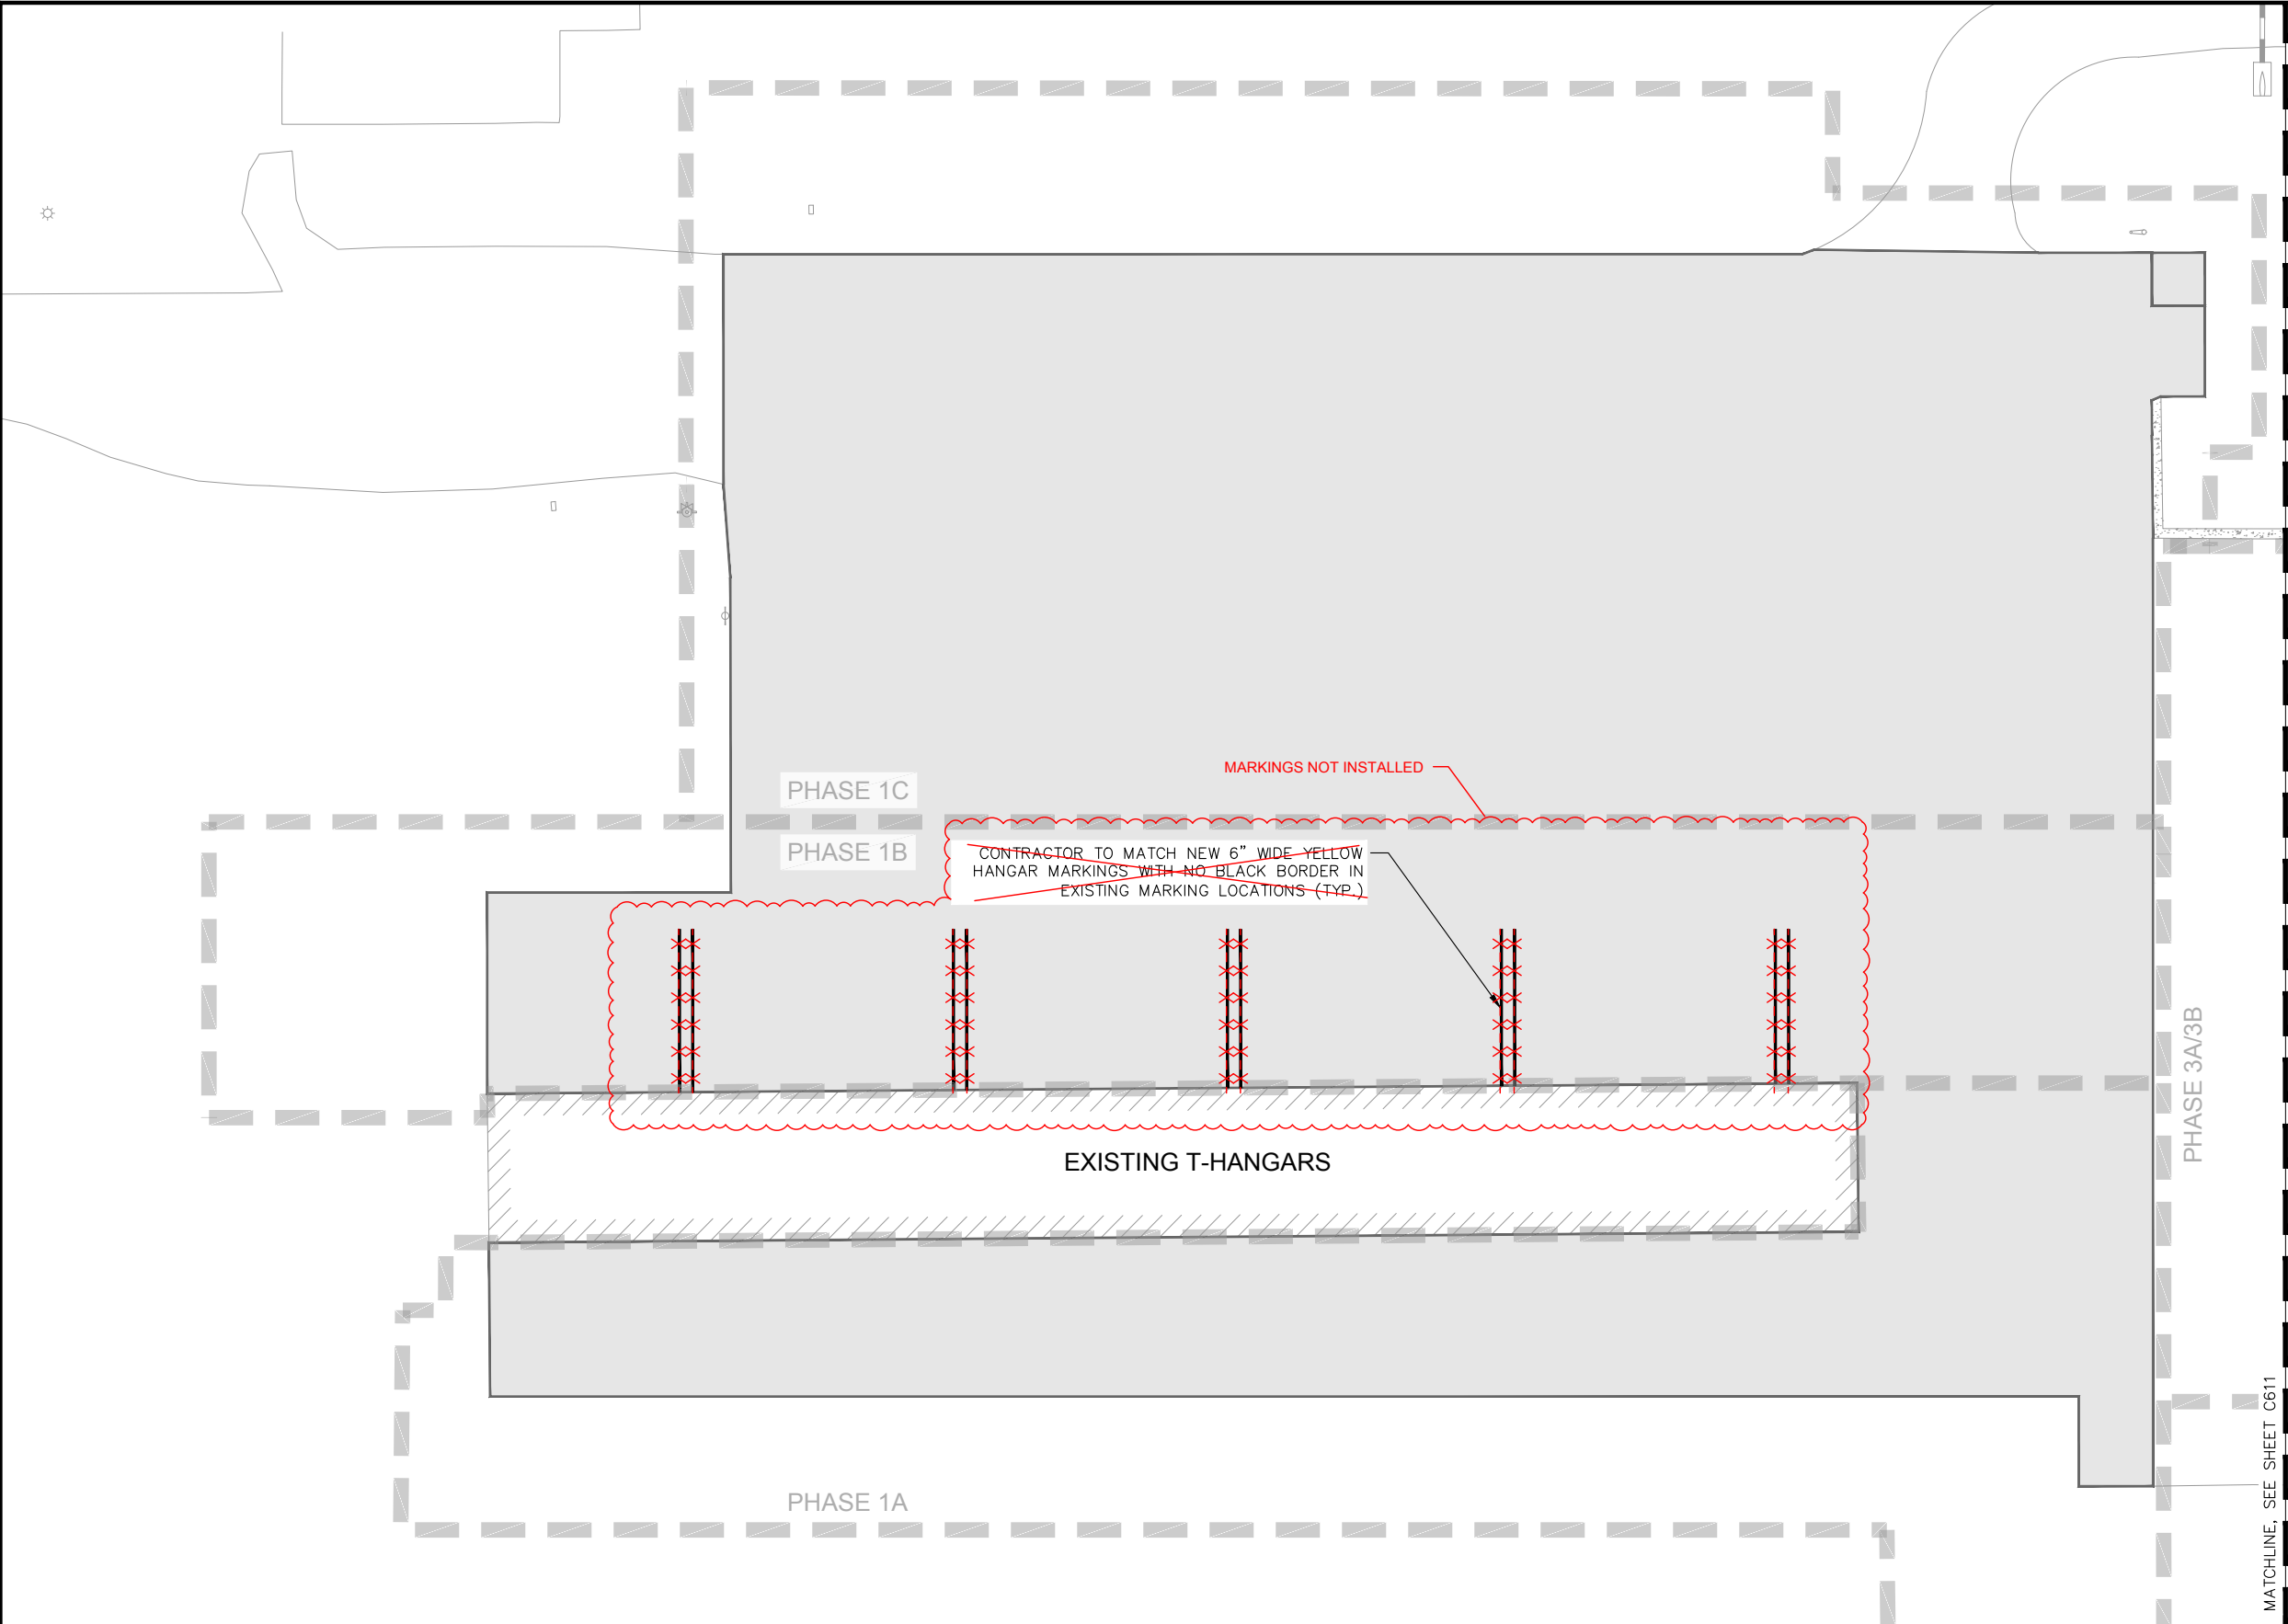 MARKINGS NOT INSTALLED
PHASE 1C
PHASE 1B
CONTRACTOR TO MATCH NEW 6" WIDE YELLOW
HANGAR MARKINGS WITH NO BLACK BORDER IN
EXISTING MARKING LOCATIONS (TYP.)
EXISTING T-HANGARS
PHASE 3A/3B
PHASE 1A
MATCHLINE, SEE SHEET C611